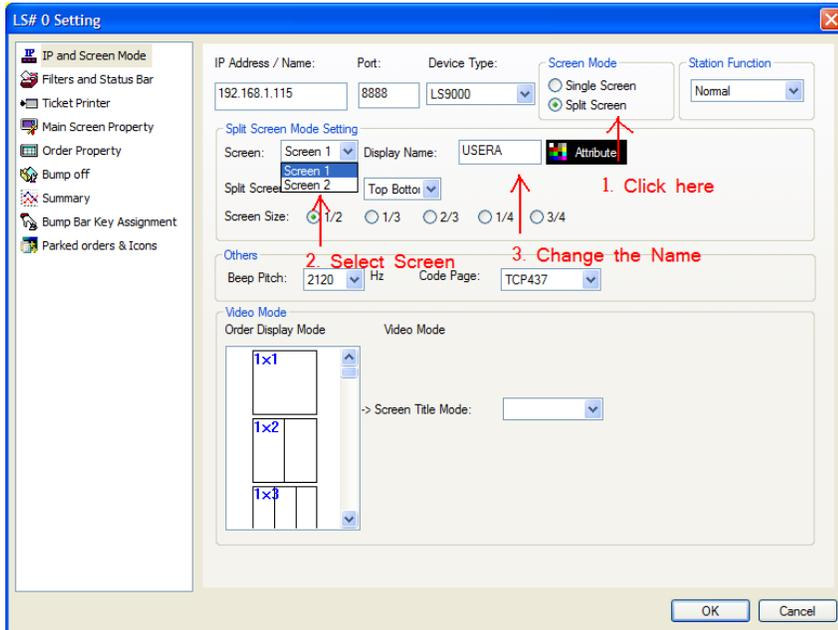 LS# 0 Setting
IP and Screen Mode
Filters and Status Bar
Ticket Printer
Main Screen Property
Order Property
Bump off
Summary
Bump Bar Key Assignment
Parked orders & Icons
IP Address / Name:
Port:
Device Type:
192.168.1.115
8888
LS9000
Screen Mode
Single Screen
Split Screen
Station Function
Normal
Split Screen Mode Setting
Screen:
Screen 1
Display Name:
USERA
Attribute
Screen 1
Screen 2
Split Scree
Top Bottor
1. Click here
Screen Size:
1/2
1/3
2/3
1/4
3/4
2. Select Screen
3. Change the Name
Others
Beep Pitch:
2120
Hz
Code Page:
TCP437
Video Mode
Order Display Mode
Video Mode
1x1
1x2
1x3
-> Screen Title Mode:
OK
Cancel